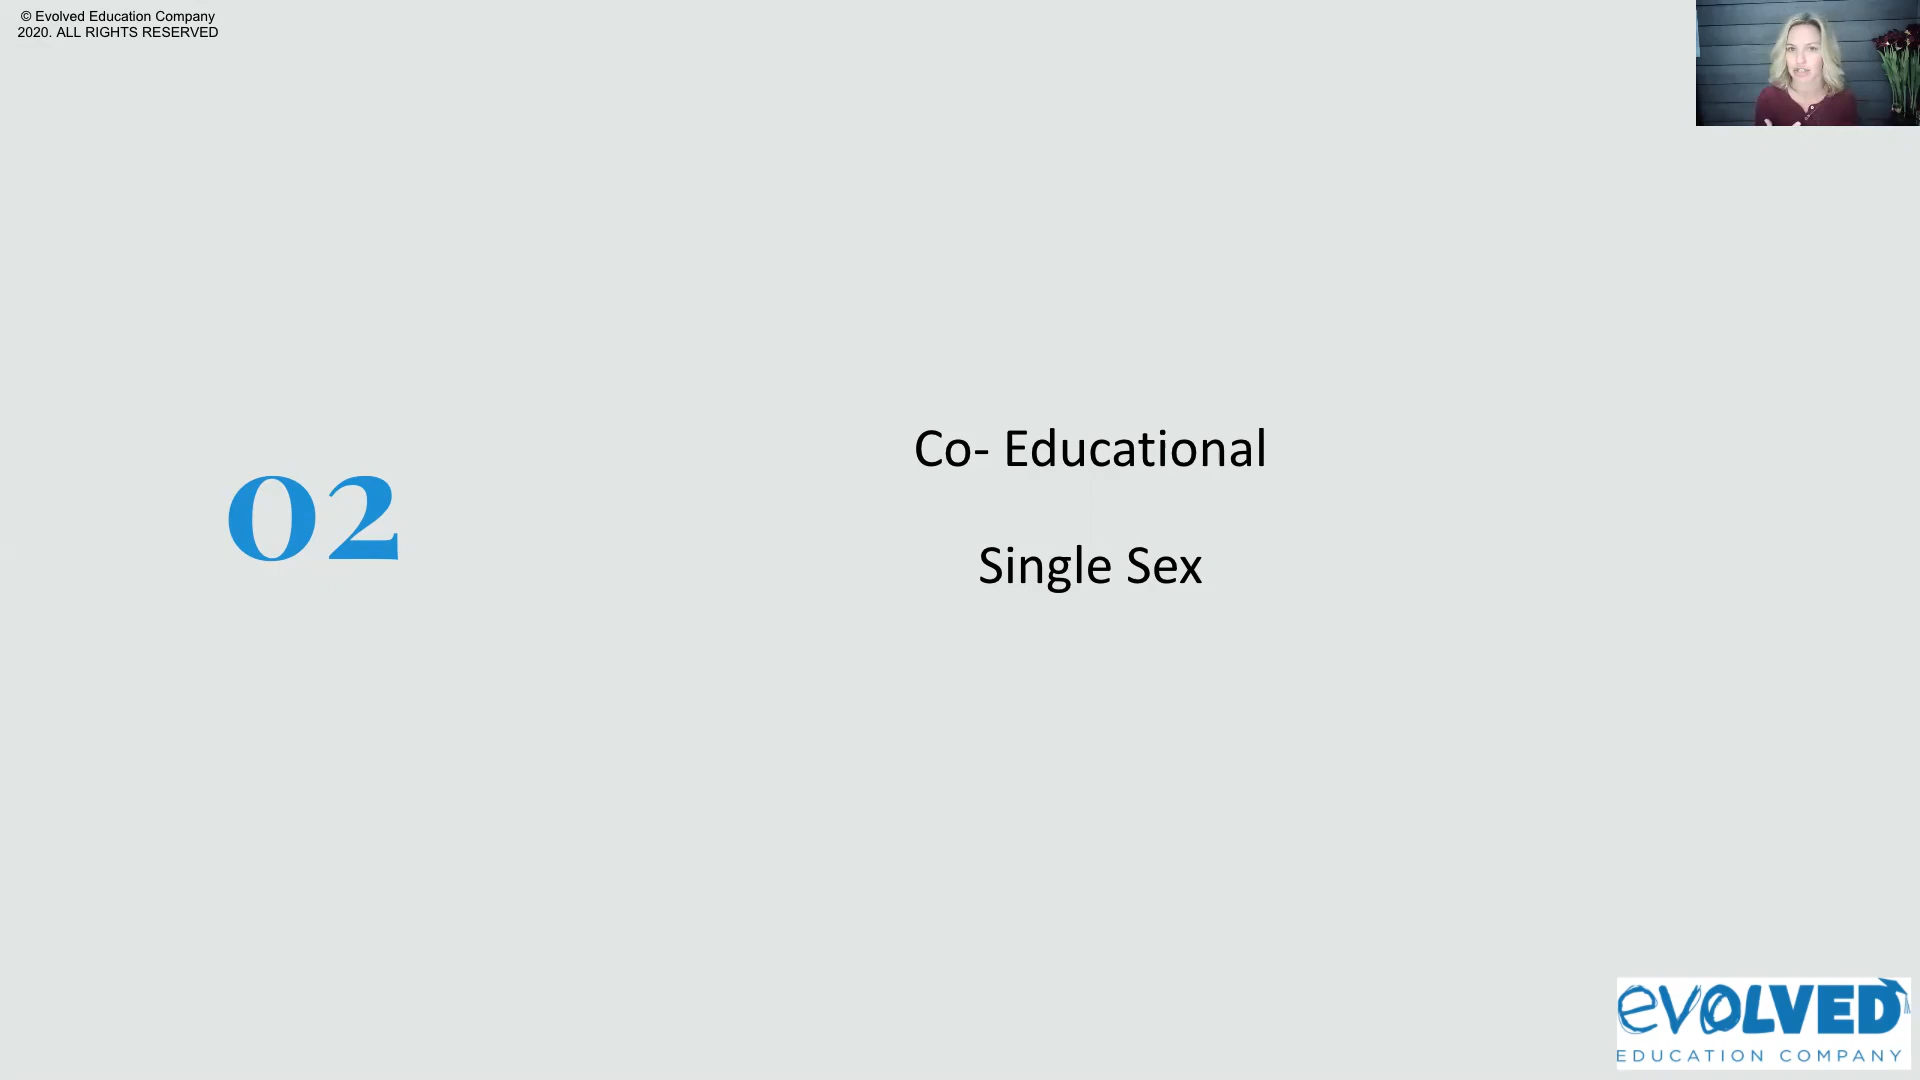 © Evolved Education Company
2020. ALL RIGHTS RESERVED
02
Co- Educational
Single Sex
evOLVED
EDUCATION COMPANY